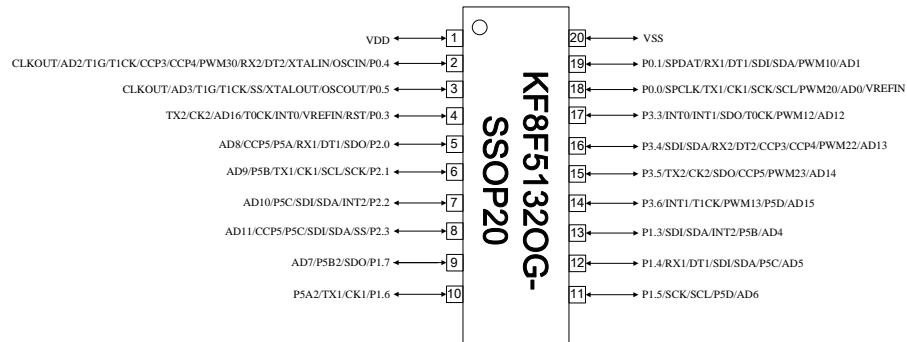 VDD 1
CLKOUT/AD2/T1G/T1CK/CCP3/CCP4/PWM30/RX2/DT2/XTALIN/OSCIN/P0.4 2
CLKOUT/AD3/T1G/T1CK/SS/XTALOUT/OSCOUT/P0.5 3
TX2/CK2/AD16/T0CK/INT0/VREFIN/RST/P0.3 4
AD8/CCP5/P5A/RX1/DT1/SDO/P2.0 5
AD9/P5B/TX1/CK1/SCL/SCK/P2.1 6
AD10/P5C/SDI/SDA/INT2/P2.2 7
AD11/CCP5/P5C/SDI/SDA/SS/P2.3 8
AD7/P5B2/SDO/P1.7 9
P5A2/TX1/CK1/P1.6 10
KF8F5132OG-
SSOP20
20 VSS
19 P0.1/SPDAT/RX1/DT1/SDI/SDA/PWM10/AD1
18 P0.0/SPCLK/TX1/CK1/SCK/SCL/PWM20/AD0/VREFIN
17 P3.3/INT0/INT1/SDO/T0CK/PWM12/AD12
16 P3.4/SDI/SDA/RX2/DT2/CCP3/CCP4/PWM22/AD13
15 P3.5/TX2/CK2/SDO/CCP5/PWM23/AD14
14 P3.6/INT1/T1CK/PWM13/P5D/AD15
13 P1.3/SDI/SDA/INT2/P5B/AD4
12 P1.4/RX1/DT1/SDI/SDA/P5C/AD5
11 P1.5/SCK/SCL/P5D/AD6